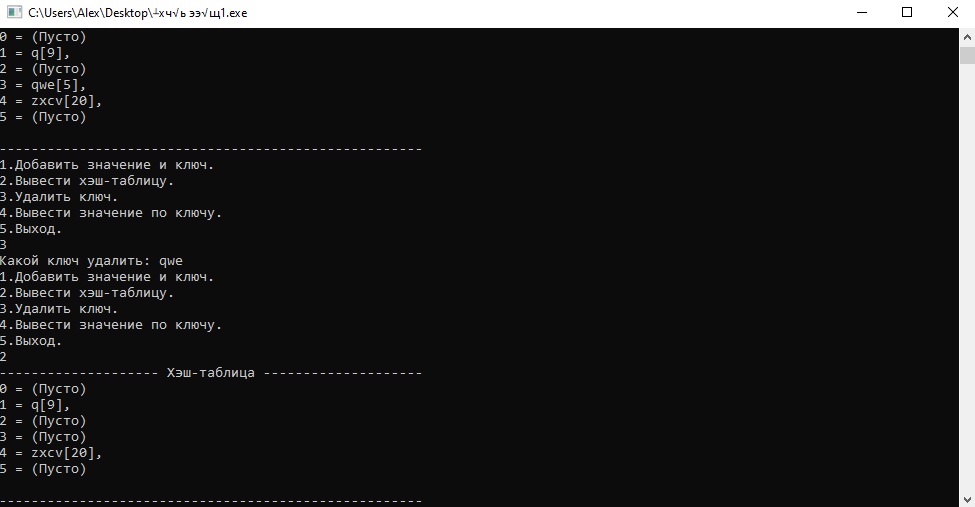 C:\Users\Alex\Desktop\┴хч√ь ээ√щ1.exe
0 = (Пусто)
1 = q[9],
2 = (Пусто)
3 = qwe[5],
4 = zxcv[20],
5 = (Пусто)
-----------------------------------------------------
1.Добавить значение и ключ.
2.Вывести хэш-таблицу.
3.Удалить ключ.
4.Вывести значение по ключу.
5.Выход.
3
Какой ключ удалить: qwe
1.Добавить значение и ключ.
2.Вывести хэш-таблицу.
3.Удалить ключ.
4.Вывести значение по ключу.
5.Выход.
2
-------------------- Хэш-таблица --------------------
0 = (Пусто)
1 = q[9],
2 = (Пусто)
3 = (Пусто)
4 = zxcv[20],
5 = (Пусто)
-----------------------------------------------------